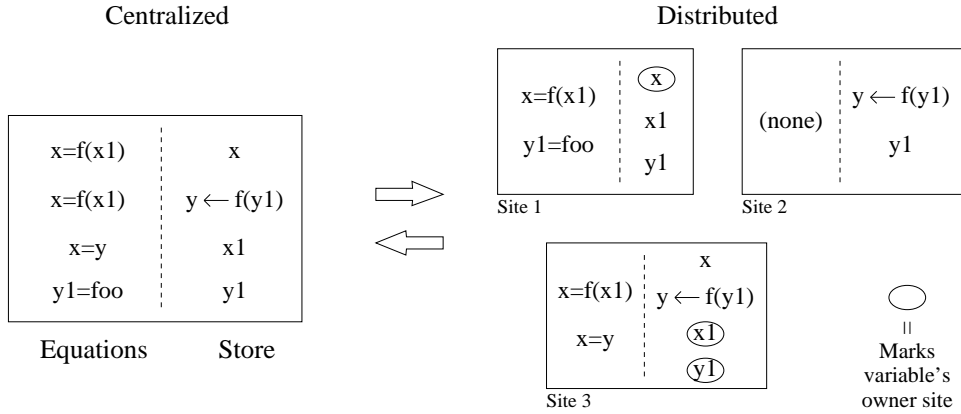 Centralized
Distributed
x=f(x1) x
x=f(x1) y ← f(y1)
x=y x1
y1=foo y1
Equations Store
x=f(x1) x
y1=foo x1
y1
Site 1
(none) y ← f(y1)
y1
Site 2
x=f(x1) x
x=y y ← f(y1)
x1
y1
Site 3
=
Marks
variable's
owner site